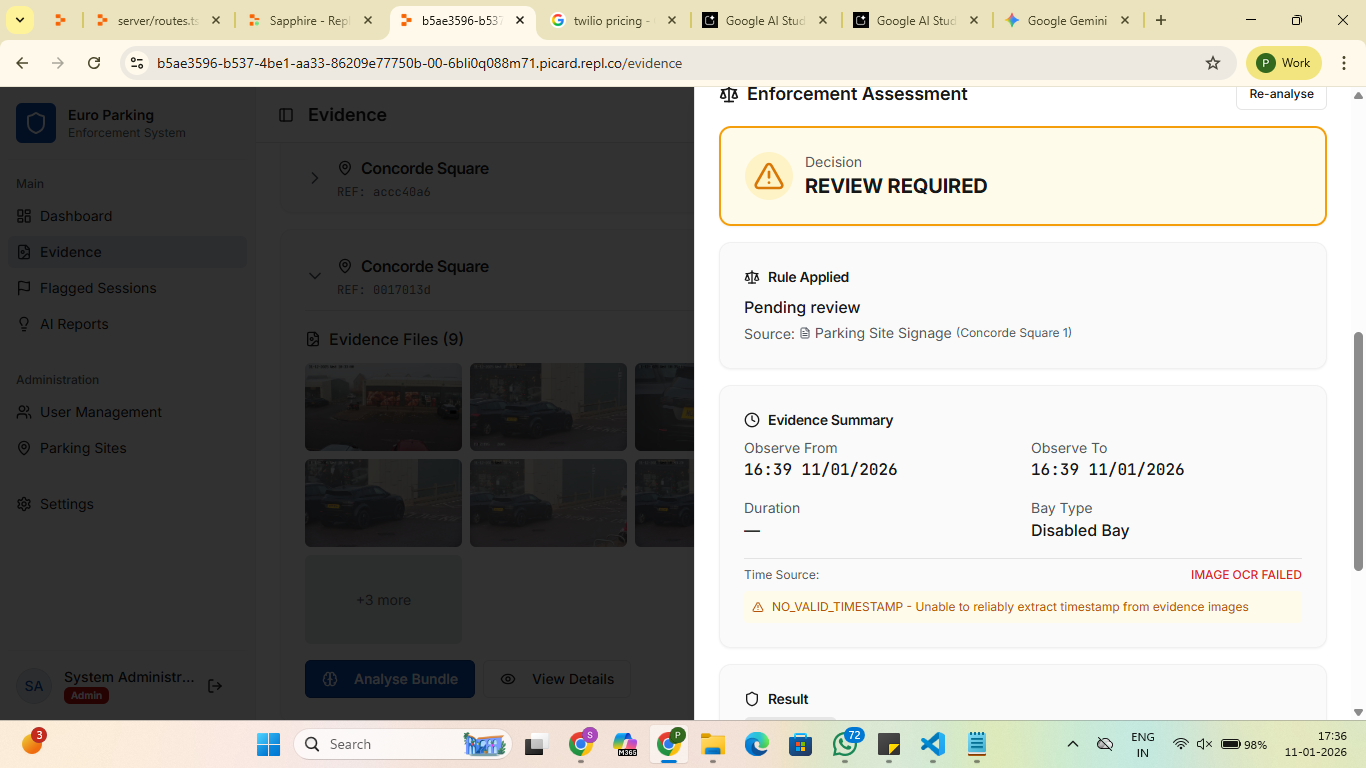 server/routes.ts
Sapphire - Repl
b5ae3596-b537
twilio pricing -
Google AI Stud
Google AI Stud
Google Gemini
b5ae3596-b537-4be1-aa33-86209e77750b-00-6bli0q088m71.picard.repl.co/evidence
P
Work
Euro Parking
Enforcement System
Main
Dashboard
Evidence
Flagged Sessions
AI Reports
Administration
User Management
Parking Sites
Settings
SA
System Administr...
Admin
Evidence
Concorde Square
REF: accc40a6
Concorde Square
REF: 0017013d
Evidence Files (9)
+3 more
Analyse Bundle
View Details
Enforcement Assessment
Re-analyse
Decision
REVIEW REQUIRED
Rule Applied
Pending review
Source: Parking Site Signage (Concorde Square 1)
Evidence Summary
Observe From
Observe To
16:39 11/01/2026
16:39 11/01/2026
Duration
Bay Type
—
Disabled Bay
Time Source:
IMAGE OCR FAILED
NO_VALID_TIMESTAMP - Unable to reliably extract timestamp from evidence images
Result
3
Search
S
M365
P
72
ENG
IN
98%
17:36
11-01-2026